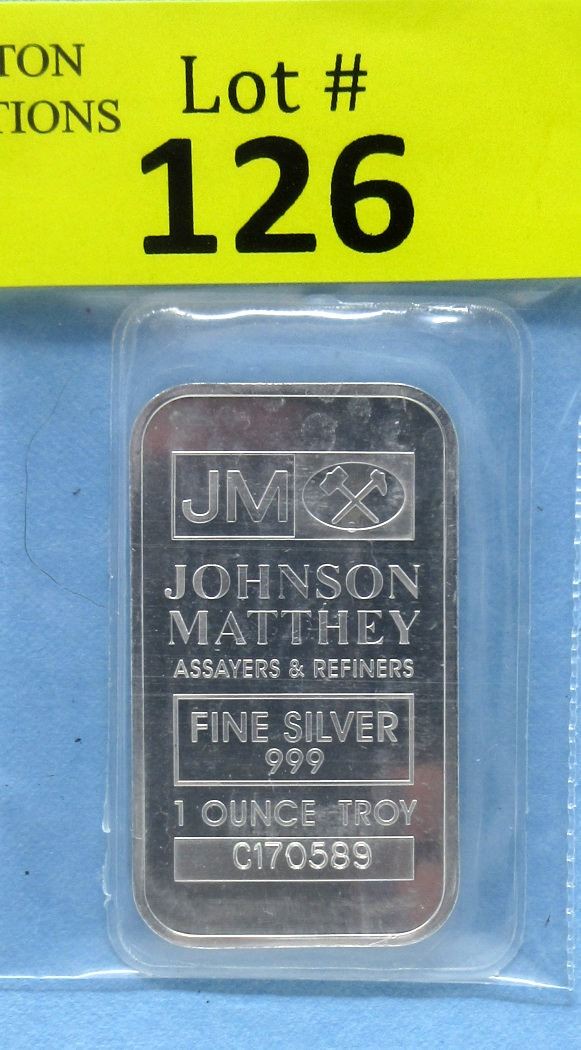 TON
TIONS
Lot #
126
JM
JOHNSON
MATTHEY
ASSAYERS & REFINERS
FINE SILVER
999
1 OUNCE TROY
C170589